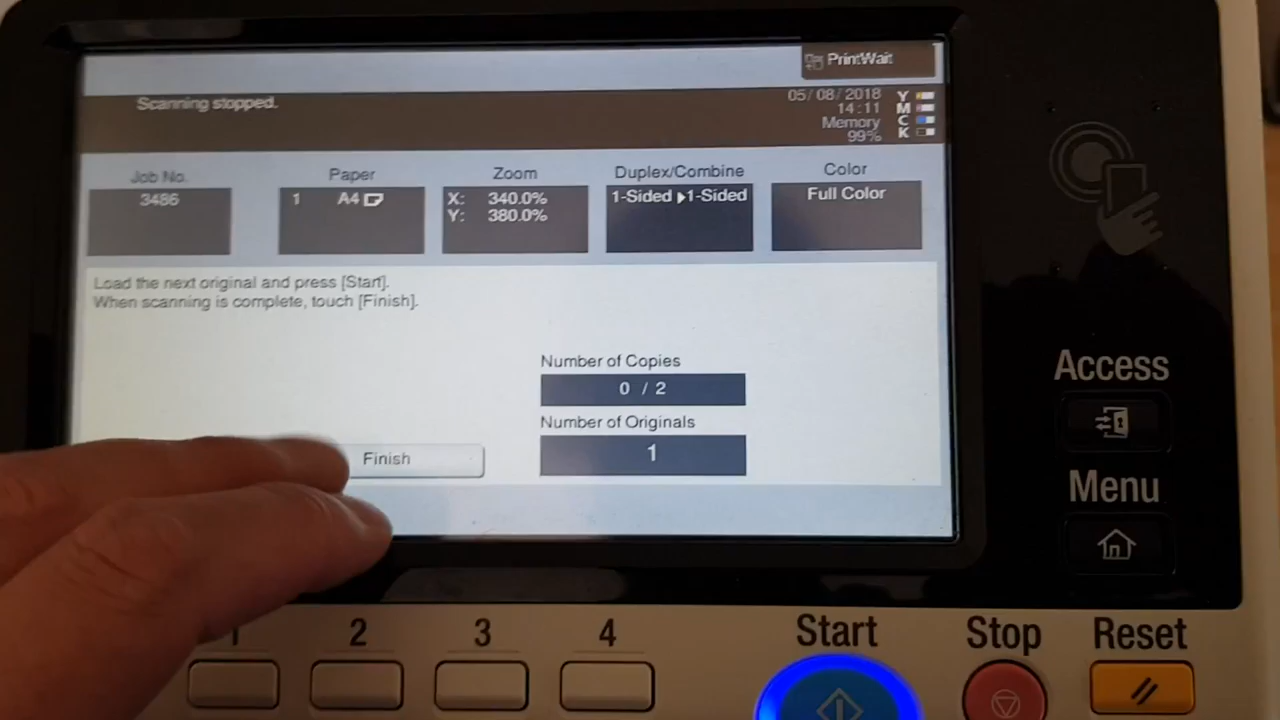 PrintWait
Scanning stopped.
05/08/2018
14:11
Memory
99%
Y
M
C
K
Job No.
3486
Paper
1 A4
Zoom
X: 340.0%
Y: 380.0%
Duplex/Combine
1-Sided ▸1-Sided
Color
Full Color
Load the next original and press [Start].
When scanning is complete, touch [Finish].
Number of Copies
0 / 2
Number of Originals
1
Finish
Access
Menu
1
2
3
4
Start
Stop
Reset